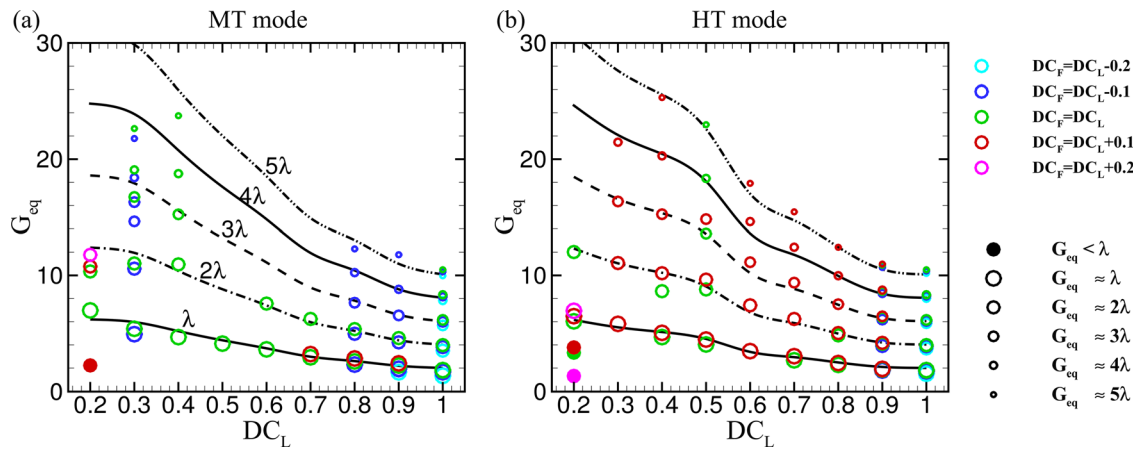 (a) MT mode
(b) HT mode
30
20
10
0
G_eq
5λ
4λ
3λ
2λ
λ
0.2 0.3 0.4 0.5 0.6 0.7 0.8 0.9 1
DC_L
30
20
10
0
G_eq
0.2 0.3 0.4 0.5 0.6 0.7 0.8 0.9 1
DC_L
DC_F=DC_L-0.2
DC_F=DC_L-0.1
DC_F=DC_L
DC_F=DC_L+0.1
DC_F=DC_L+0.2
G_eq < λ
G_eq ≈ λ
G_eq ≈ 2λ
G_eq ≈ 3λ
G_eq ≈ 4λ
G_eq ≈ 5λ